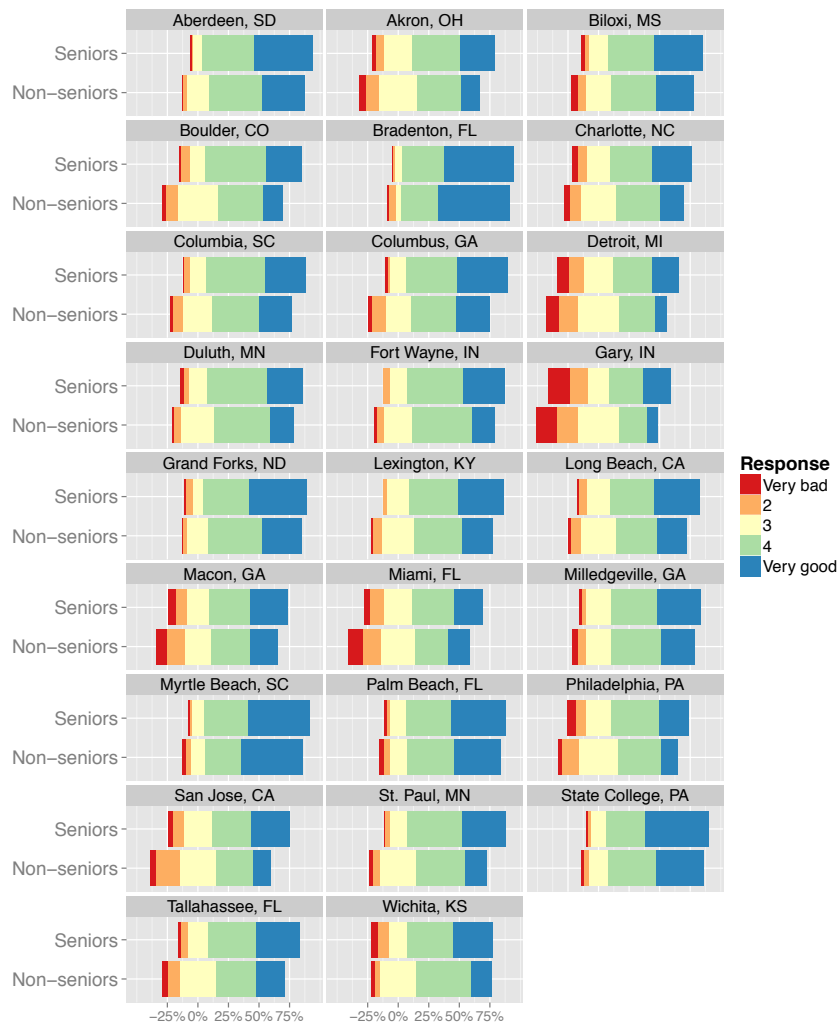 Aberdeen, SD Akron, OH Biloxi, MS
Seniors
Non−seniors
Boulder, CO Bradenton, FL Charlotte, NC
Seniors
Non−seniors
Columbia, SC Columbus, GA Detroit, MI
Seniors
Non−seniors
Duluth, MN Fort Wayne, IN Gary, IN
Seniors
Non−seniors
Grand Forks, ND Lexington, KY Long Beach, CA
Seniors
Non−seniors
Macon, GA Miami, FL Milledgeville, GA
Seniors
Non−seniors
Myrtle Beach, SC Palm Beach, FL Philadelphia, PA
Seniors
Non−seniors
San Jose, CA St. Paul, MN State College, PA
Seniors
Non−seniors
Tallahassee, FL Wichita, KS
Seniors
Non−seniors
−25% 0% 25% 50% 75% −25% 0% 25% 50% 75%
Response
Very bad
2
3
4
Very good